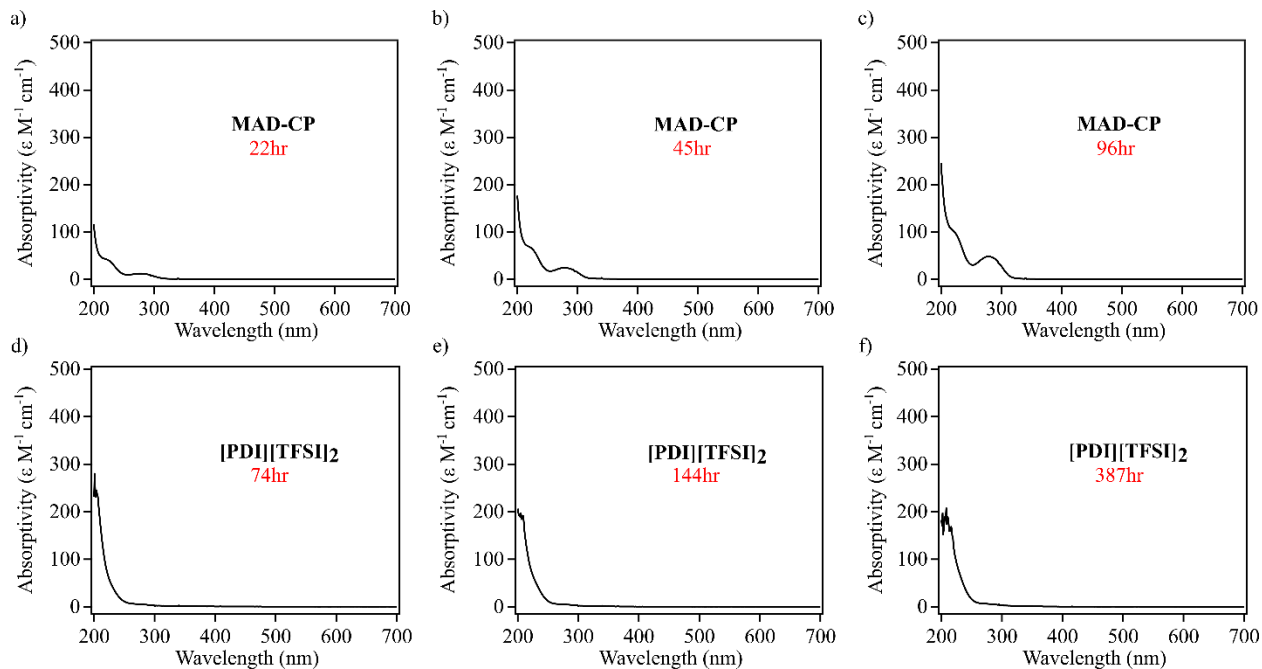 a)
b)
c)
Absorptivity (ε M⁻¹ cm⁻¹)
500
400
300
200
100
0
MAD-CP
22hr
200 300 400 500 600 700
Wavelength (nm)
Absorptivity (ε M⁻¹ cm⁻¹)
500
400
300
200
100
0
MAD-CP
45hr
200 300 400 500 600 700
Wavelength (nm)
Absorptivity (ε M⁻¹ cm⁻¹)
500
400
300
200
100
0
MAD-CP
96hr
200 300 400 500 600 700
Wavelength (nm)
d)
e)
f)
Absorptivity (ε M⁻¹ cm⁻¹)
500
400
300
200
100
0
[PDI][TFSI]2
74hr
200 300 400 500 600 700
Wavelength (nm)
Absorptivity (ε M⁻¹ cm⁻¹)
500
400
300
200
100
0
[PDI][TFSI]2
144hr
200 300 400 500 600 700
Wavelength (nm)
Absorptivity (ε M⁻¹ cm⁻¹)
500
400
300
200
100
0
[PDI][TFSI]2
387hr
200 300 400 500 600 700
Wavelength (nm)